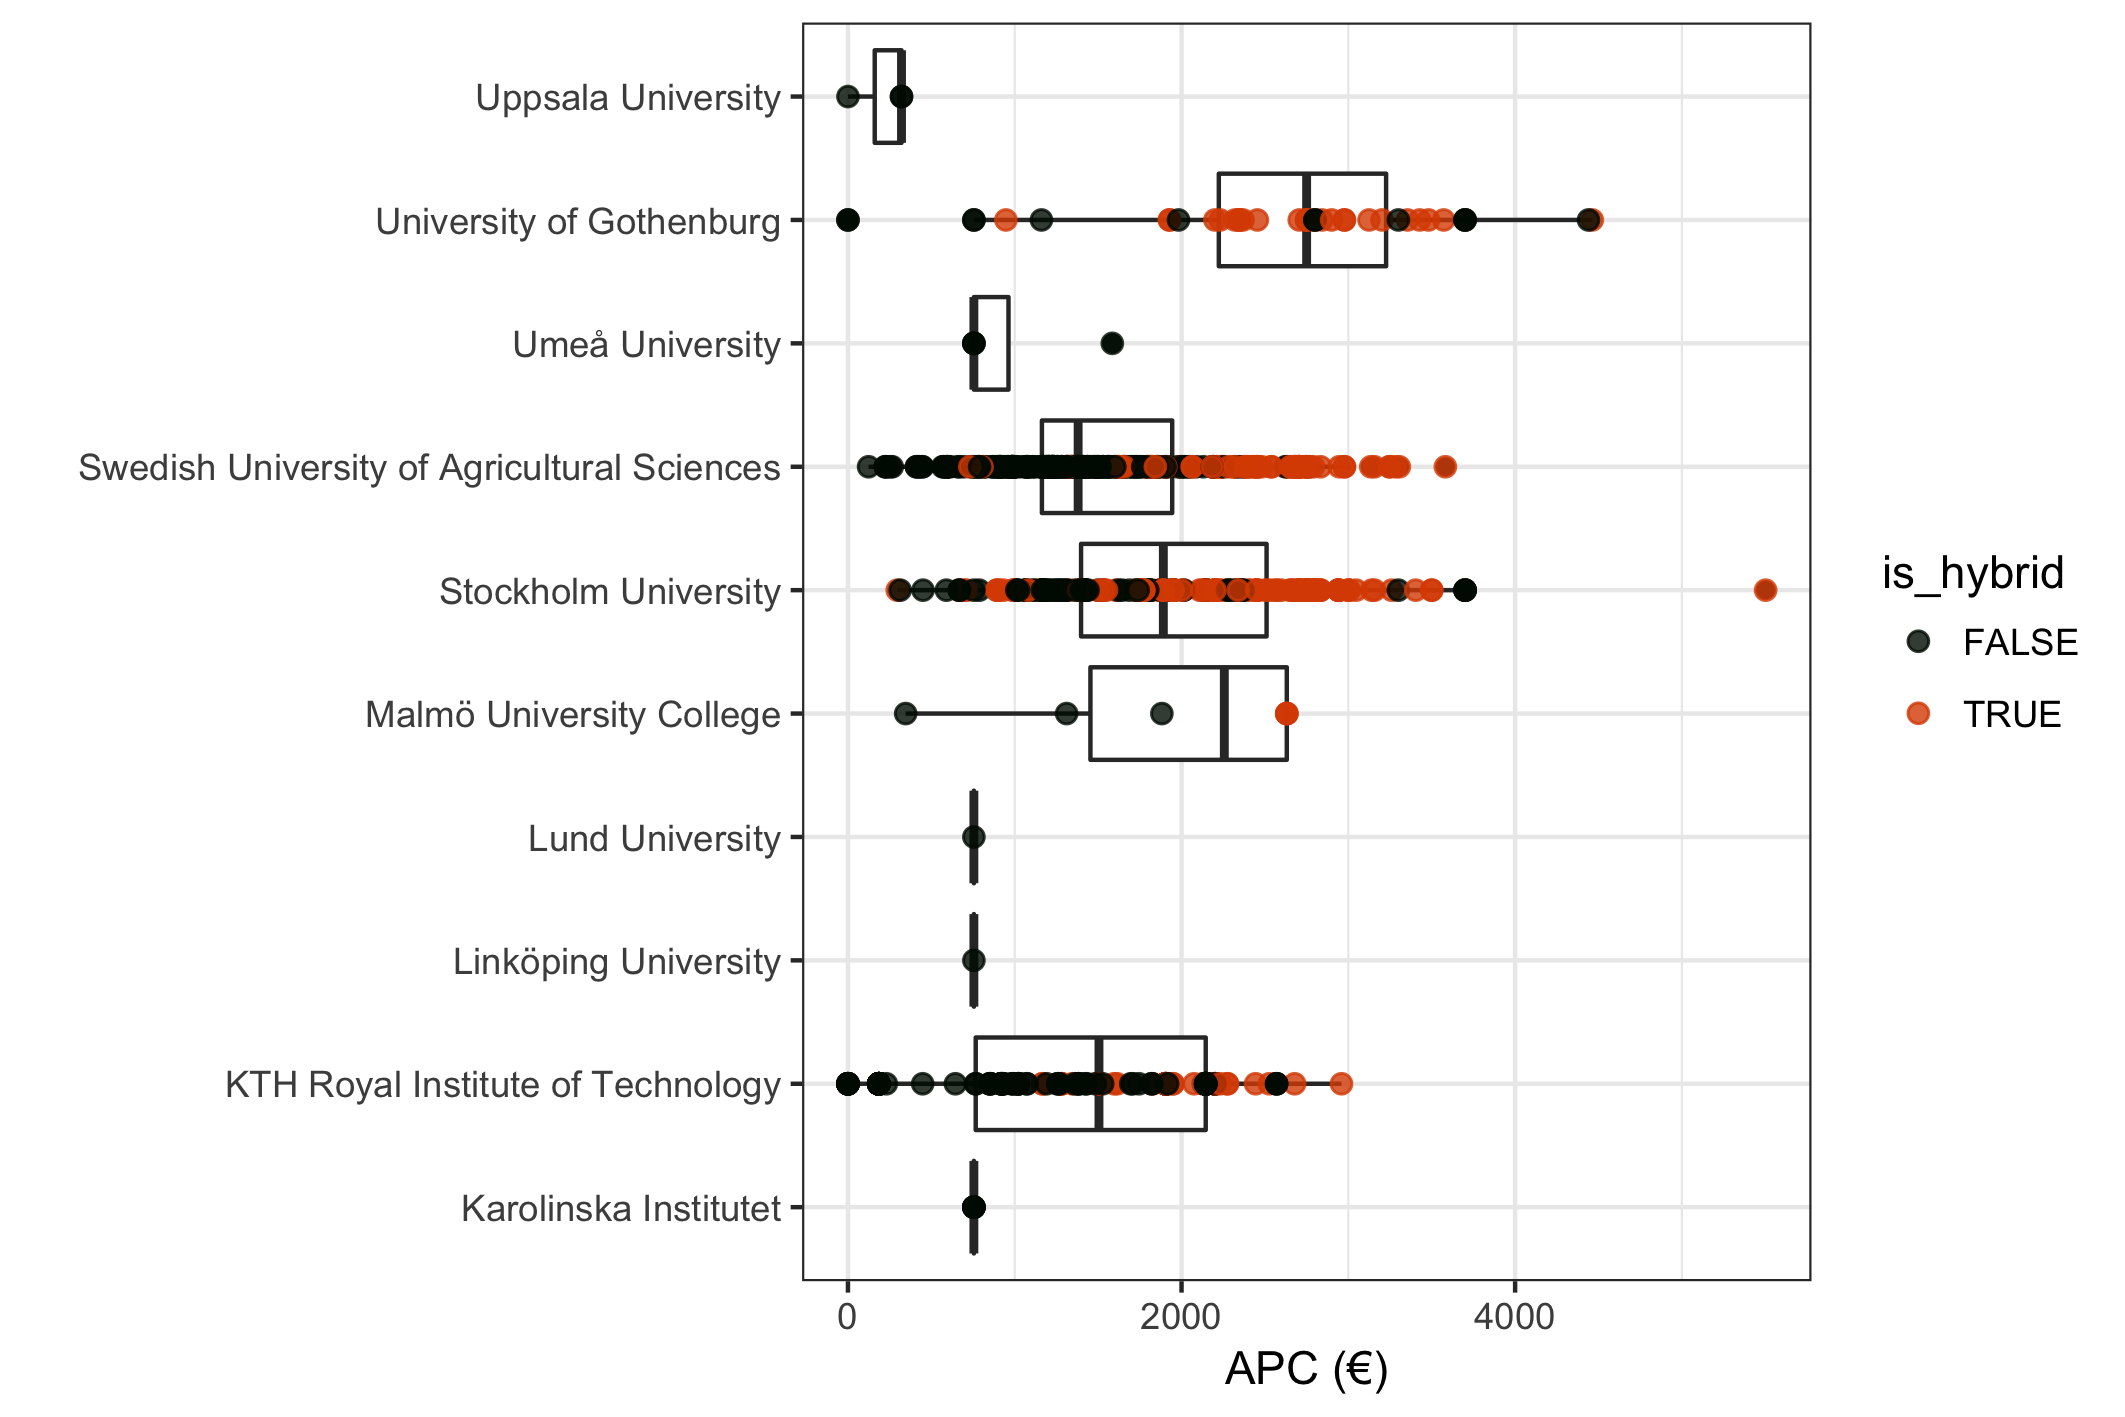 Uppsala University
University of Gothenburg
Umeå University
Swedish University of Agricultural Sciences
Stockholm University
Malmö University College
Lund University
Linköping University
KTH Royal Institute of Technology
Karolinska Institutet
0 2000 4000
APC (€)
is_hybrid
FALSE
TRUE